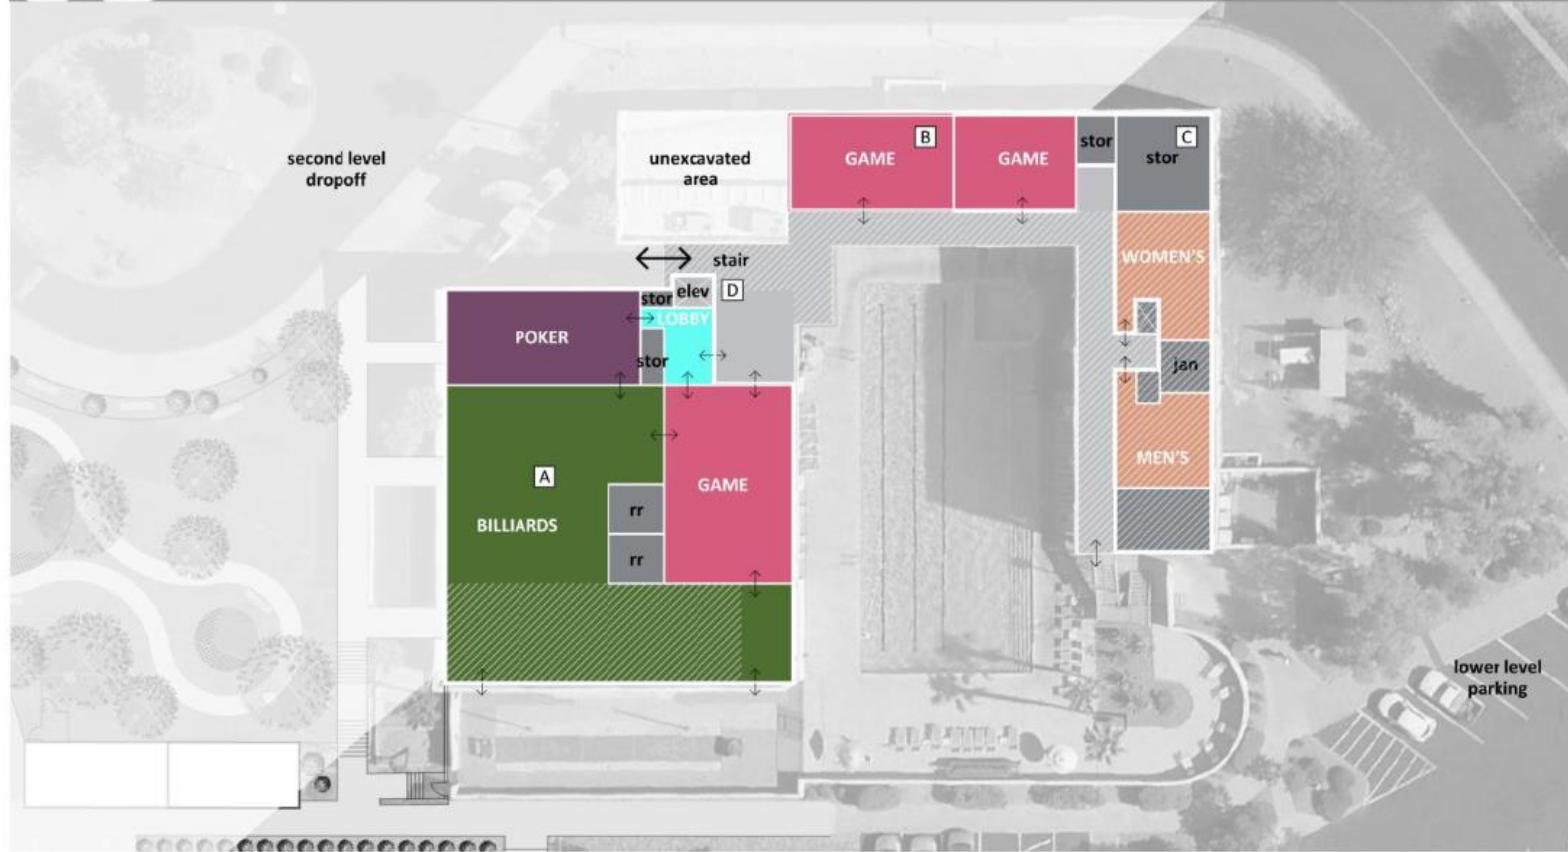 second level
dropoff
unexcavated
area
GAME
B
GAME
stor
C
stor
WOMEN'S
stair
elev
D
stor
LOBBY
POKER
stor
jan
A
BILLIARDS
rr
rr
GAME
MEN'S
lower level
parking